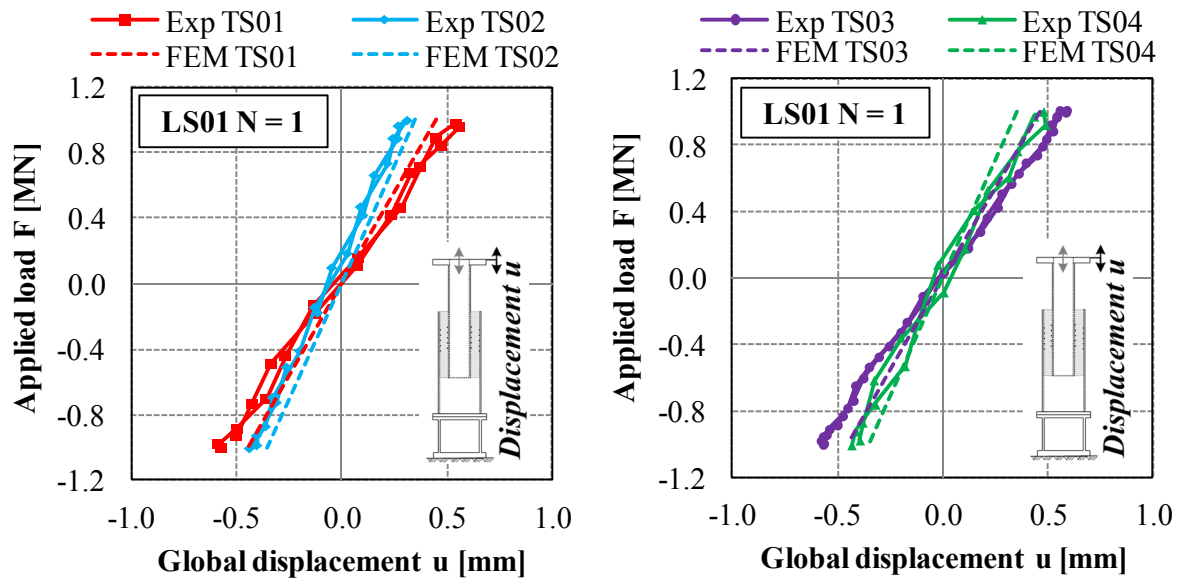 Exp TS01 Exp TS02
FEM TS01 FEM TS02
1.2
0.8
0.4
0.0
-0.4
-0.8
-1.2
Applied load F [MN]
LS01 N = 1
Displacement u
-1.0 -0.5 0.0 0.5 1.0
Global displacement u [mm]
Exp TS03 Exp TS04
FEM TS03 FEM TS04
1.2
0.8
0.4
0.0
-0.4
-0.8
-1.2
Applied load F [MN]
LS01 N = 1
Displacement u
-1.0 -0.5 0.0 0.5 1.0
Global displacement u [mm]